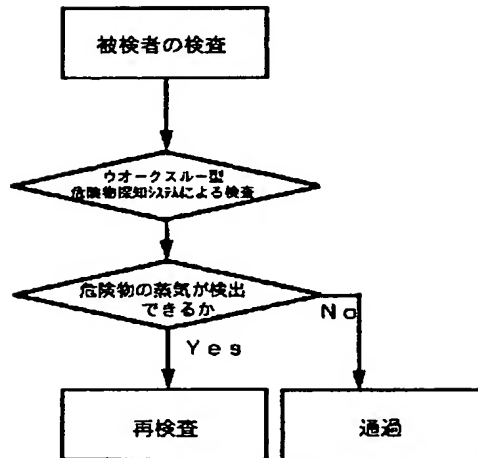 被検者の検査
ウオークスルー型
危険物探知システムによる検査
危険物の蒸気が検出
できるか
No
Yes
再検査
通過